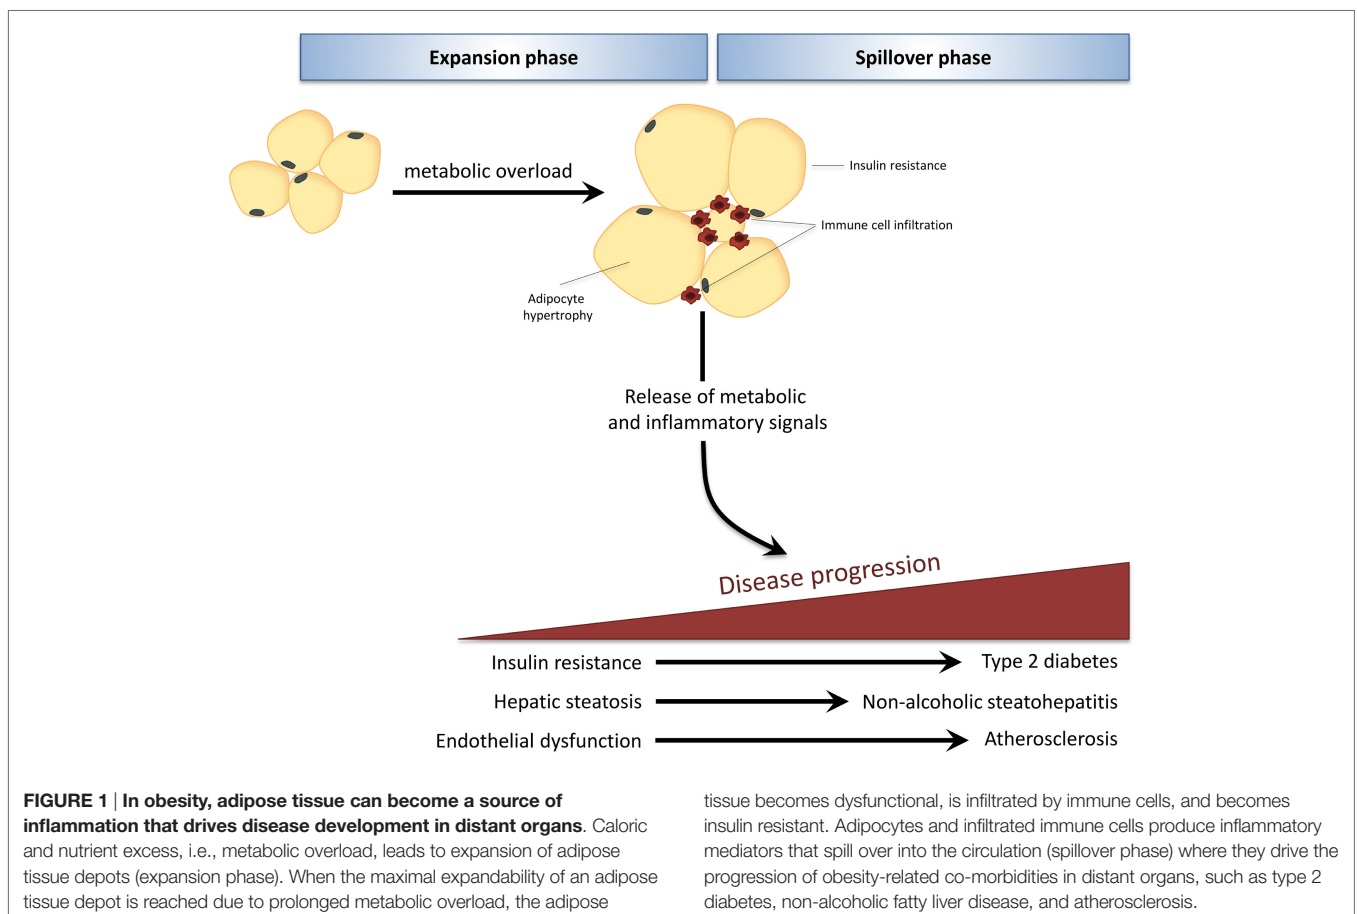 Expansion phase
Spillover phase
metabolic overload
Insulin resistance
Immune cell infiltration
Adipocyte
hypertrophy
Release of metabolic
and inflammatory signals
Disease progression
Insulin resistance
Type 2 diabetes
Hepatic steatosis
Non-alcoholic steatohepatitis
Endothelial dysfunction
Atherosclerosis
FIGURE 1 | In obesity, adipose tissue can become a source of
inflammation that drives disease development in distant organs. Caloric
and nutrient excess, i.e., metabolic overload, leads to expansion of adipose
tissue depots (expansion phase). When the maximal expandability of an adipose
tissue depot is reached due to prolonged metabolic overload, the adipose
tissue becomes dysfunctional, is infiltrated by immune cells, and becomes
insulin resistant. Adipocytes and infiltrated immune cells produce inflammatory
mediators that spill over into the circulation (spillover phase) where they drive the
progression of obesity-related co-morbidities in distant organs, such as type 2
diabetes, non-alcoholic fatty liver disease, and atherosclerosis.